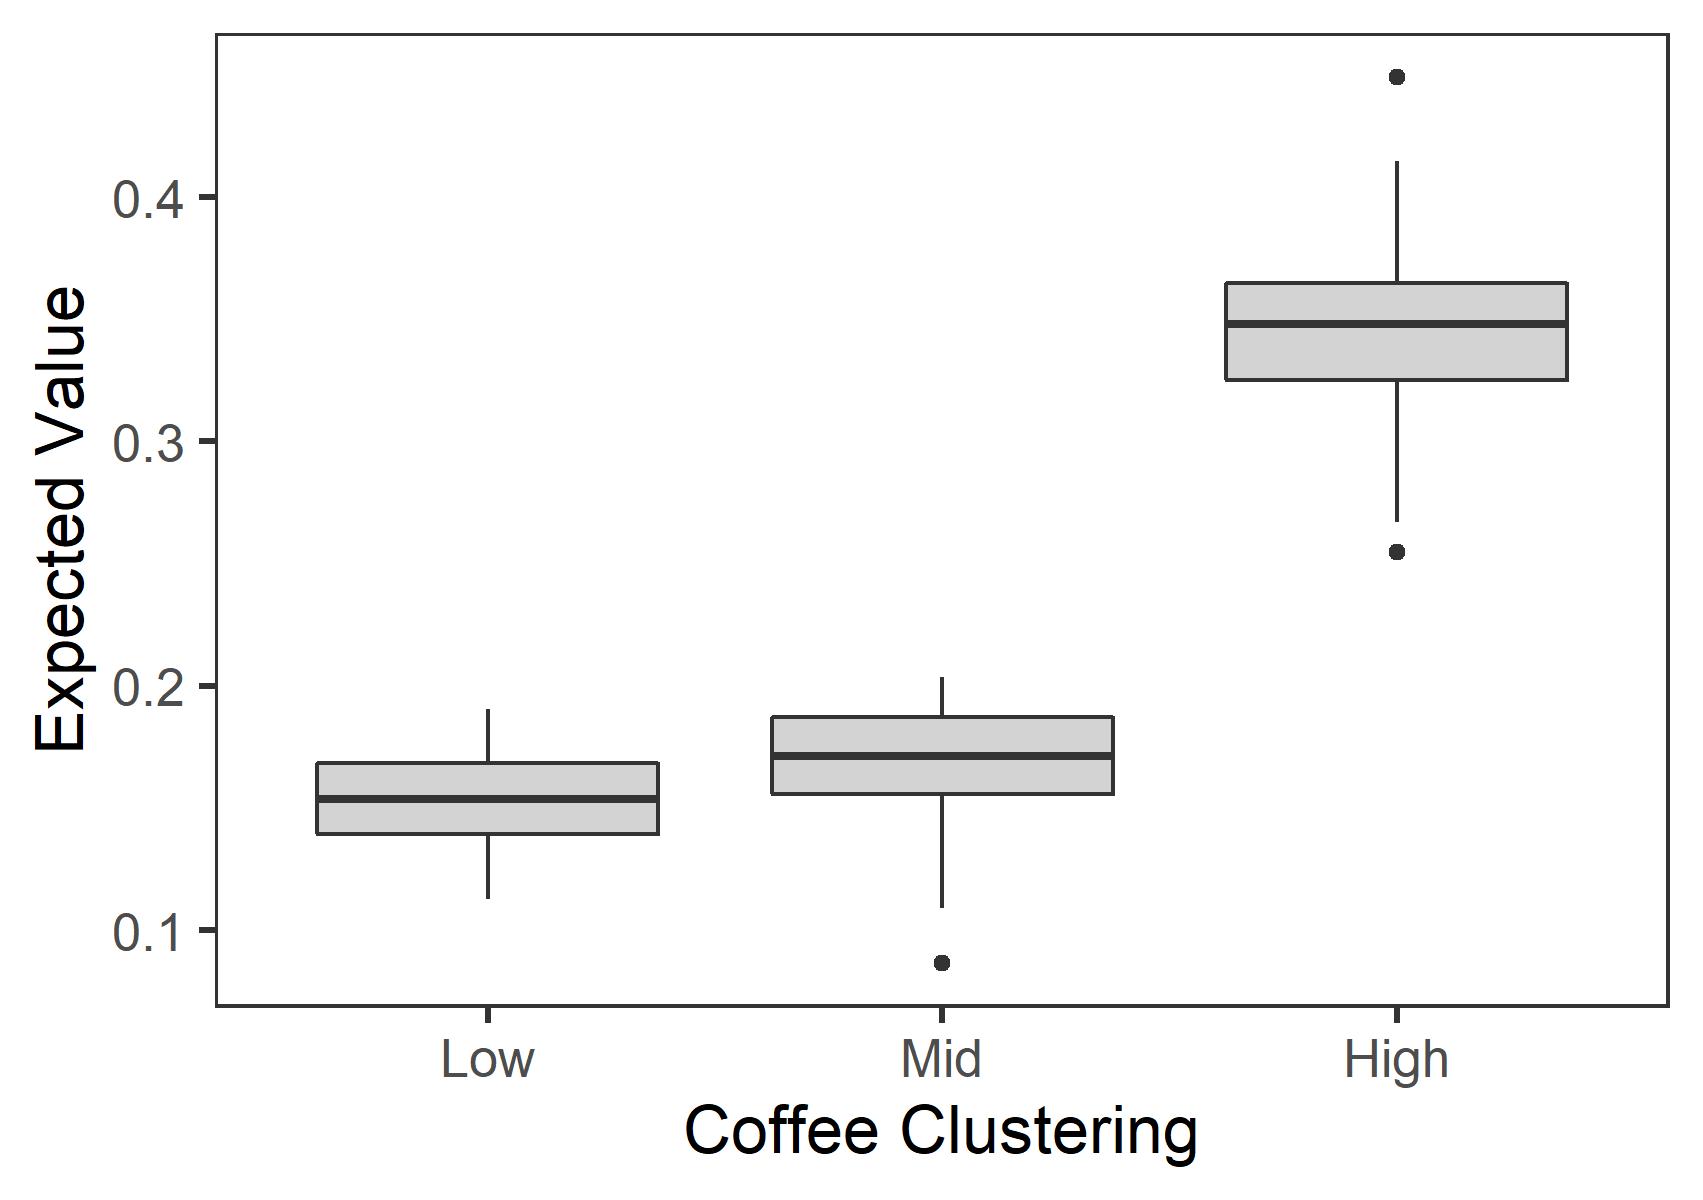 Expected Value
0.4
0.3
0.2
0.1
Low
Mid
High
Coffee Clustering